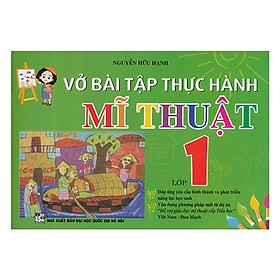 NGUYỄN HỮU HẠNH
VỞ BÀI TẬP THỰC HÀNH
MĨ THUẬT
1
LỚP
Đáp ứng yêu cầu hình thành và phát triển
năng lực học sinh
Vận dụng phương pháp mới từ dự án
"Hỗ trợ giáo dục mĩ thuật cấp Tiểu học"
Việt Nam - Đan Mạch
NHÀ XUẤT BẢN ĐẠI HỌC QUỐC GIA HÀ NỘI